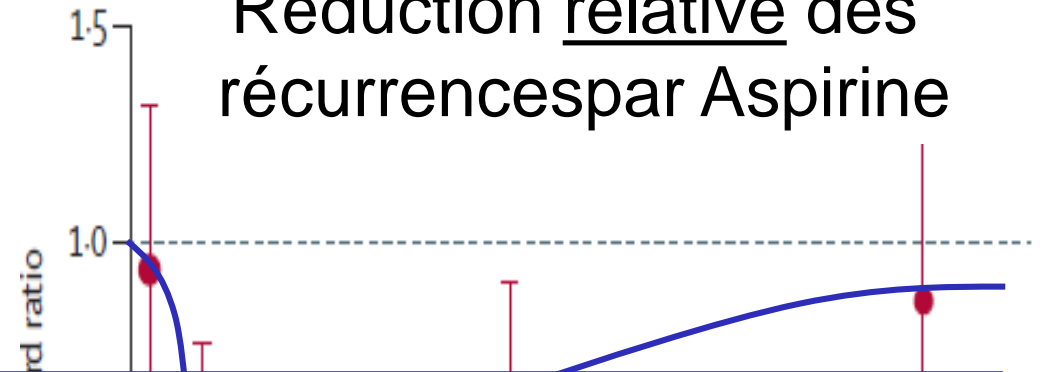 Réduction relative des
récurrencespar Aspirine
1·5
1·0
rd ratio